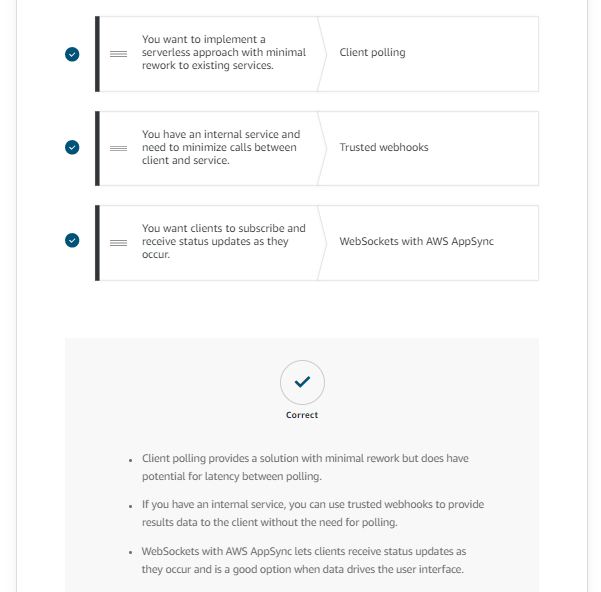 You want to implement a
serverless approach with minimal
rework to existing services.
Client polling
You have an internal service and
need to minimize calls between
client and service.
Trusted webhooks
You want clients to subscribe and
receive status updates as they
occur.
WebSockets with AWS AppSync
Correct
• Client polling provides a solution with minimal rework but does have
potential for latency between polling.
• If you have an internal service, you can use trusted webhooks to provide
results data to the client without the need for polling.
• WebSockets with AWS AppSync lets clients receive status updates as
they occur and is a good option when data drives the user interface.